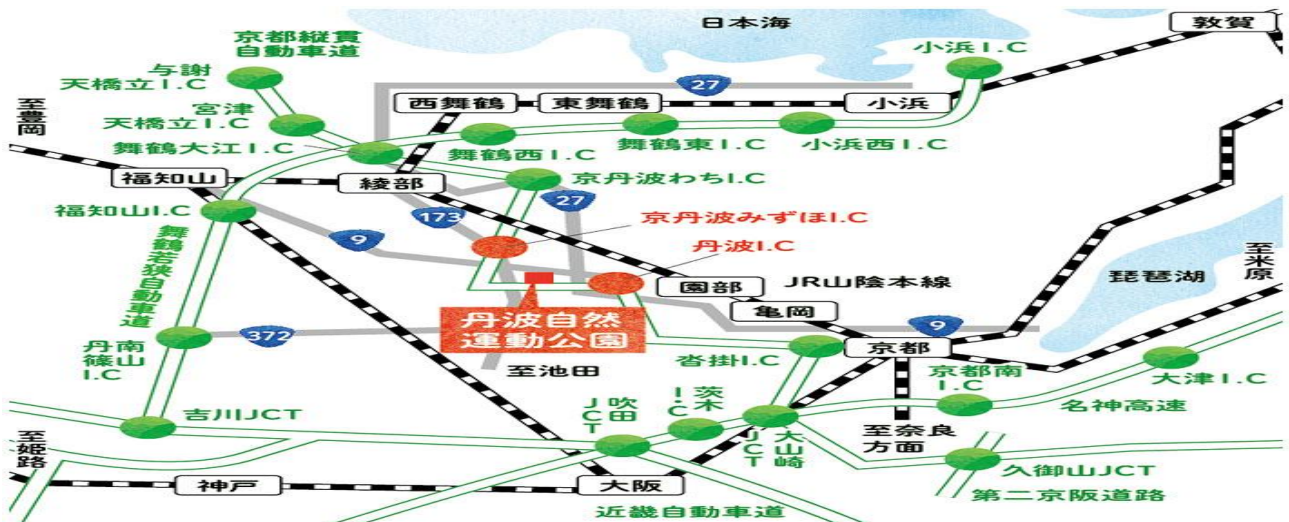 日本海
敦賀
京都縦貫
自動車道
小浜I.C
与謝
天橋立I.C
27
西舞鶴
東舞鶴
小浜
至豊岡
宮津
天橋立I.C
舞鶴大江I.C
舞鶴西I.C
舞鶴東I.C
小浜西I.C
福知山
綾部
京丹波わちI.C
27
福知山I.C
173
京丹波みずほI.C
9
丹波I.C
舞鶴若狭自動車道
園部
JR山陰本線
琵琶湖
至米原
亀岡
丹波自然
運動公園
9
372
丹南
篠山
I.C
至池田
沓掛I.C
京都
京都南
I.C
大津I.C
吉川JCT
吹田
JCT
茨木
I.C
大山崎
JCT
名神高速
至奈良
方面
至姫路
久御山JCT
神戸
大阪
第二京阪道路
近畿自動車道